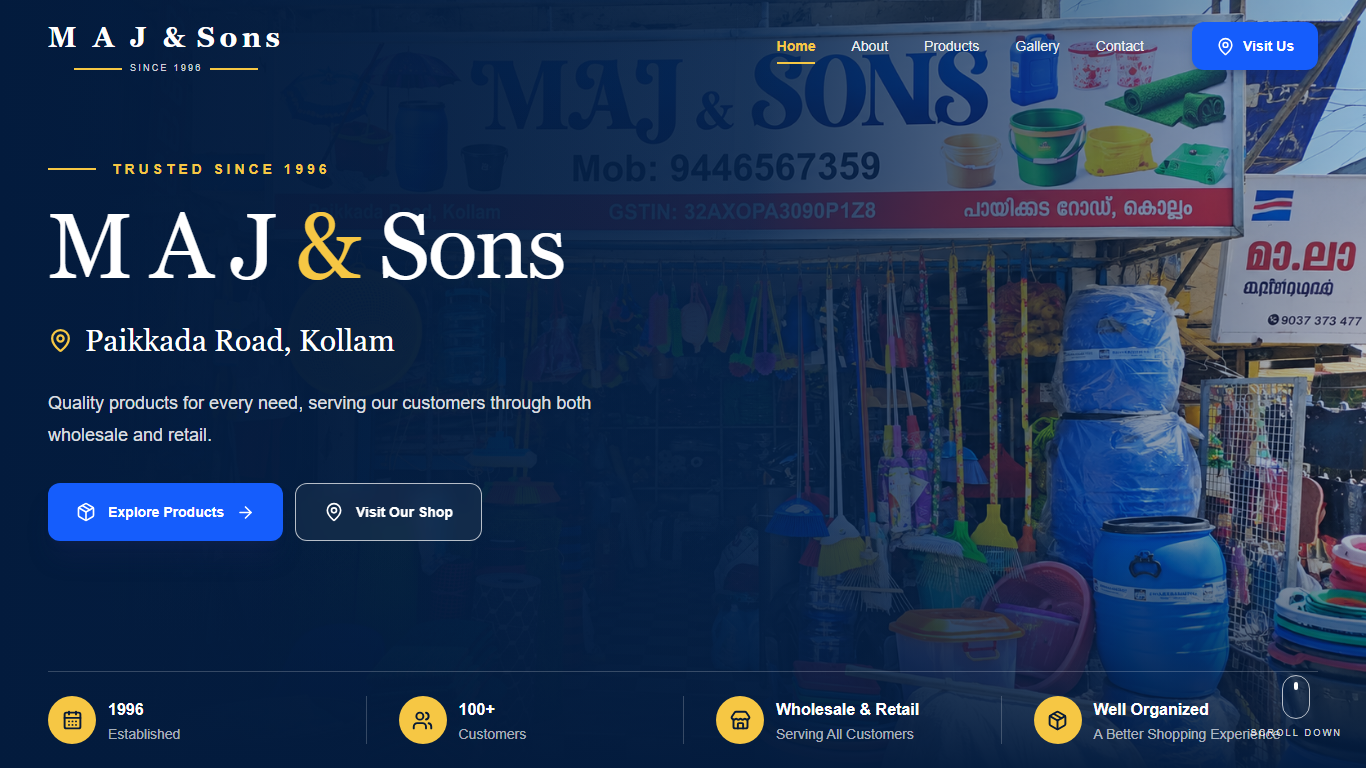 M A J & Sons
SINCE 1996
Home
About
Products
Gallery
Contact
Visit Us
MAJ & SONS
Mob: 9446567359
Kollam
GSTIN: 32AXOPA3090P1Z8
പായിക്കട റോഡ്, കൊല്ലം
മാ.ലാ
9037 373 477
TRUSTED SINCE 1996
M A J & Sons
Paikkada Road, Kollam
Quality products for every need, serving our customers through both
wholesale and retail.
Explore Products
Visit Our Shop
1996
Established
100+
Customers
Wholesale & Retail
Serving All Customers
Well Organized
A Better Shopping Experience
SCROLL DOWN